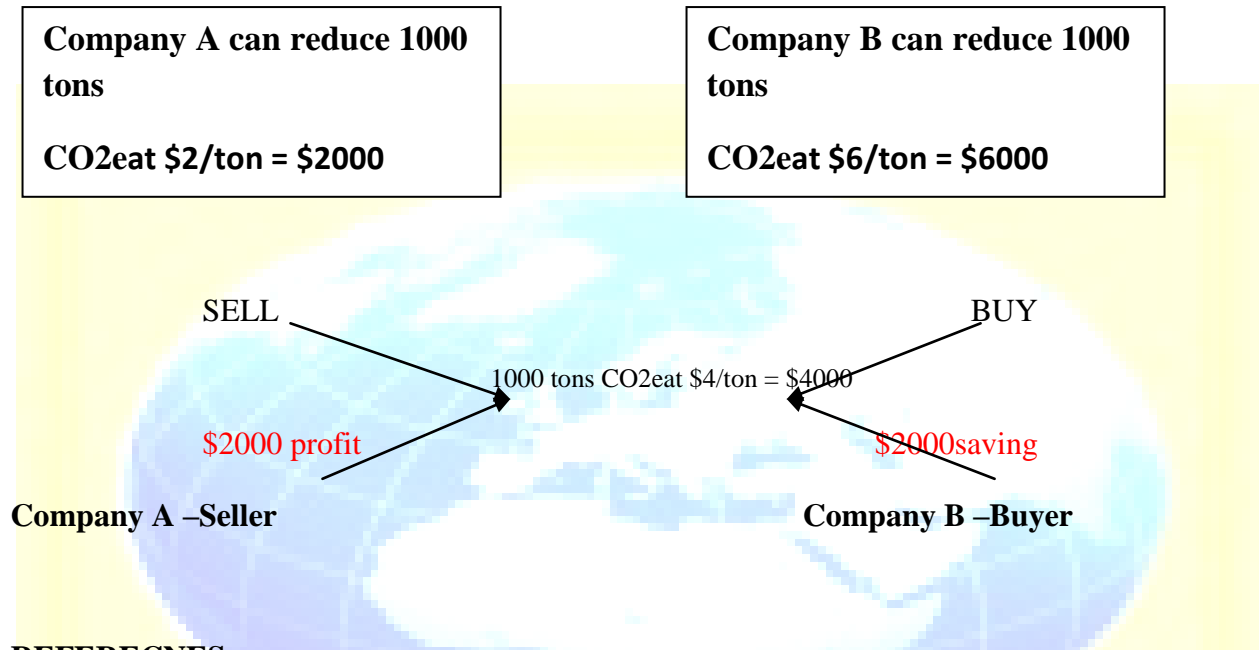 Company A can reduce 1000
tons
CO2eat $2/ton = $2000
Company B can reduce 1000
tons
CO2eat $6/ton = $6000
SELL
BUY
1000 tons CO2eat $4/ton = $4000
$2000 profit
$2000saving
Company A –Seller
Company B –Buyer
REFERECNES